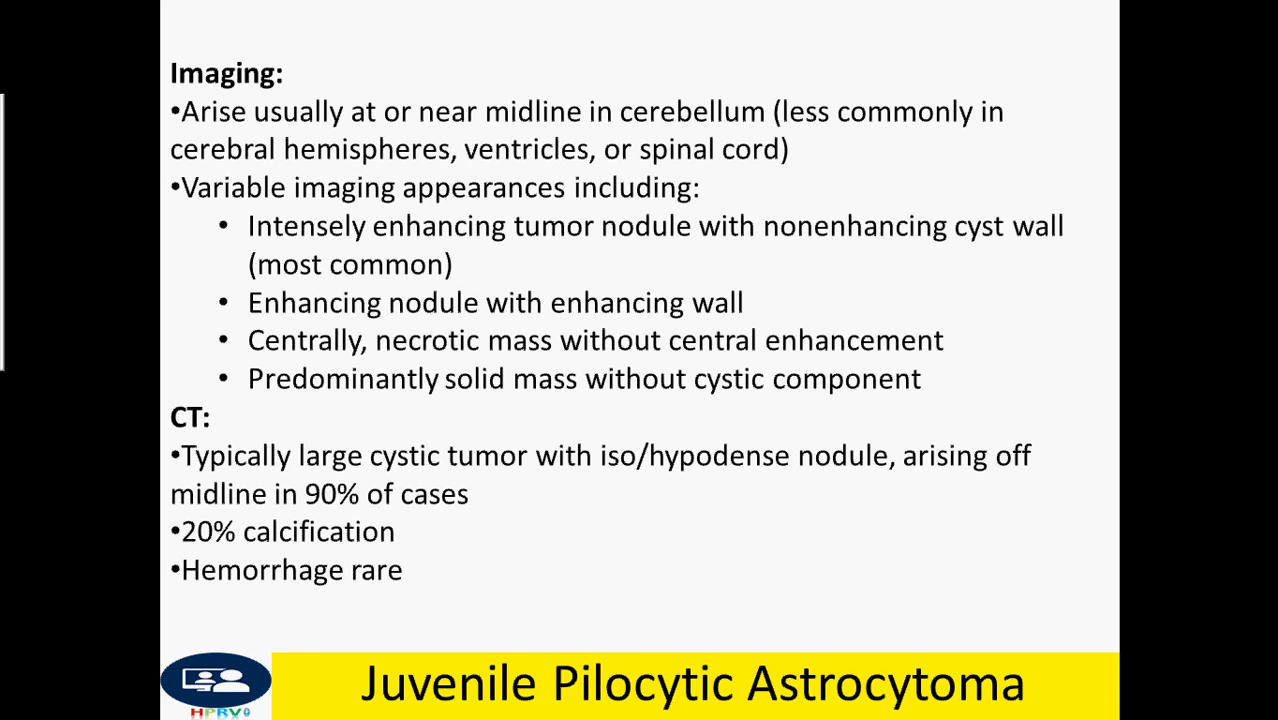 Imaging:
•Arise usually at or near midline in cerebellum (less commonly in
cerebral hemispheres, ventricles, or spinal cord)
•Variable imaging appearances including:
• Intensely enhancing tumor nodule with nonenhancing cyst wall
(most common)
• Enhancing nodule with enhancing wall
• Centrally, necrotic mass without central enhancement
• Predominantly solid mass without cystic component
CT:
•Typically large cystic tumor with iso/hypodense nodule, arising off
midline in 90% of cases
•20% calcification
•Hemorrhage rare
Juvenile Pilocytic Astrocytoma